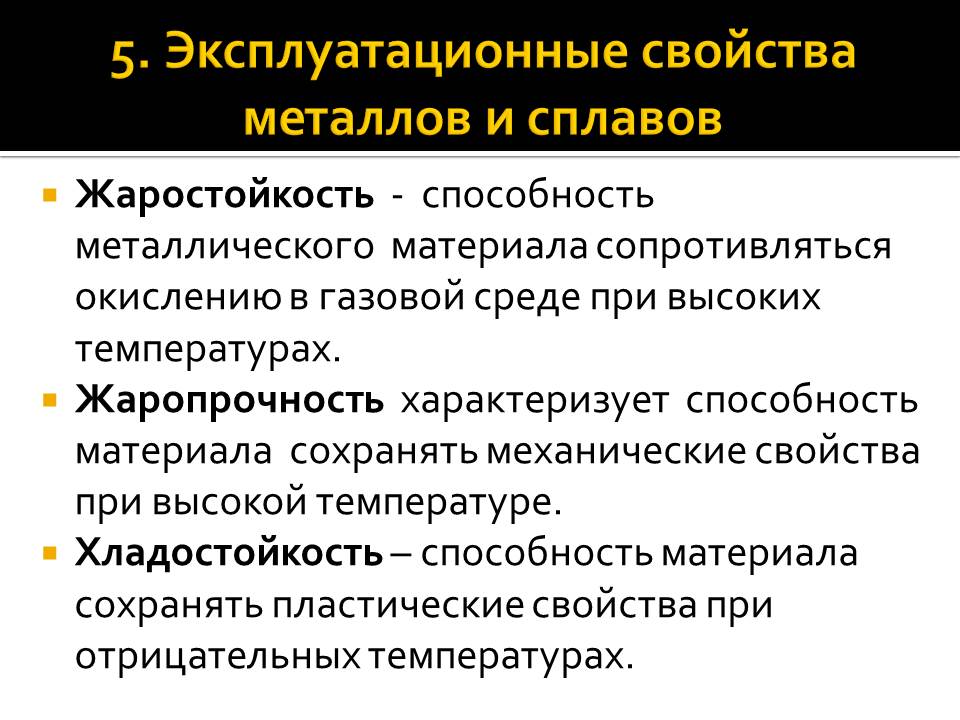 5. Эксплуатационные свойства
металлов и сплавов
Жаростойкость - способность
металлического материала сопротивляться
окислению в газовой среде при высоких
температурах.
Жаропрочность характеризует способность
материала сохранять механические свойства
при высокой температуре.
Хладостойкость – способность материала
сохранять пластические свойства при
отрицательных температурах.